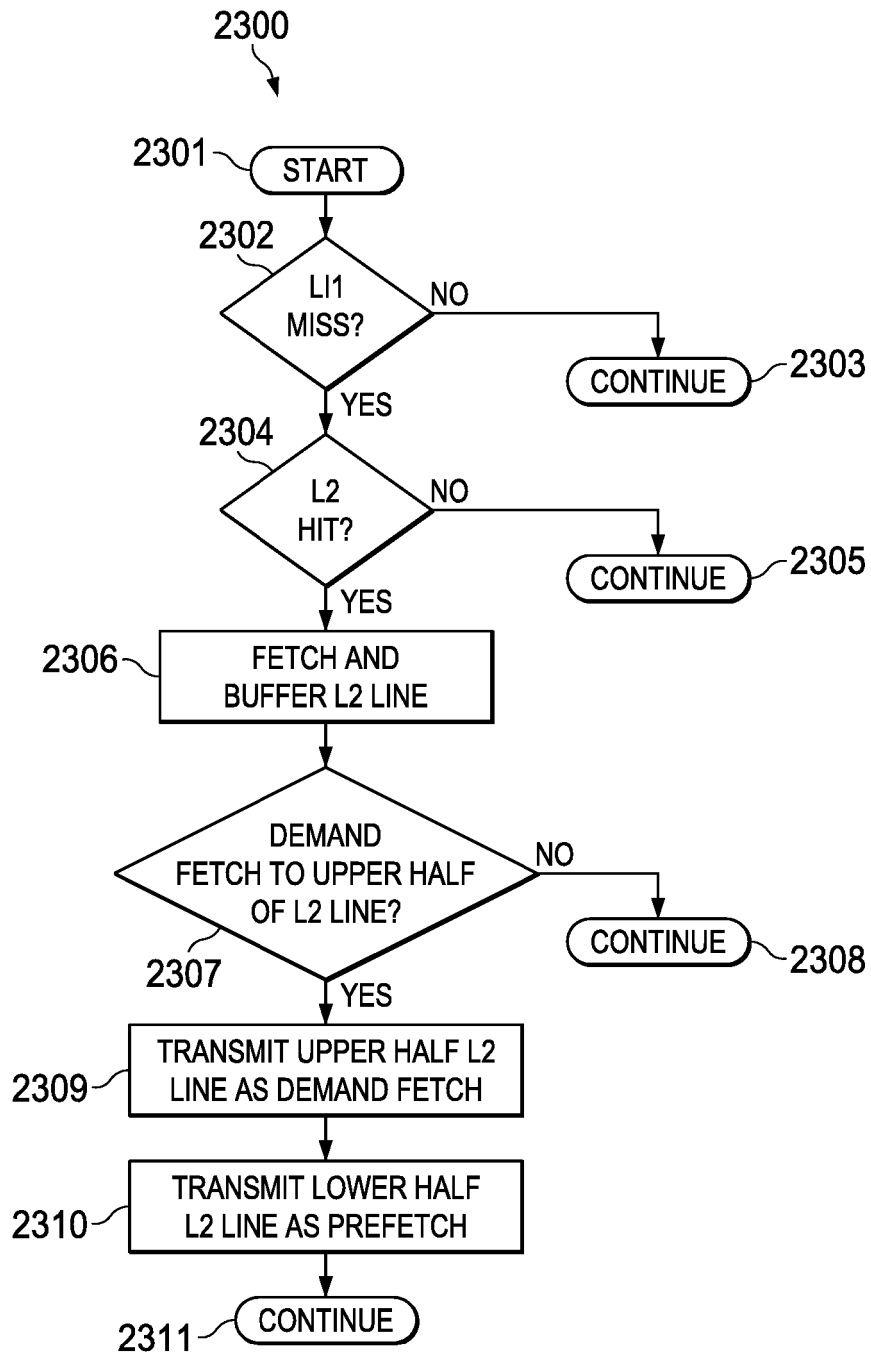 2300
2301
START
2302
LI1
MISS?
NO
CONTINUE
2303
YES
2304
L2
HIT?
NO
CONTINUE
2305
YES
2306
FETCH AND
BUFFER L2 LINE
DEMAND
FETCH TO UPPER HALF
OF L2 LINE?
NO
2307
CONTINUE
2308
YES
2309
TRANSMIT UPPER HALF L2
LINE AS DEMAND FETCH
2310
TRANSMIT LOWER HALF
L2 LINE AS PREFETCH
2311
CONTINUE